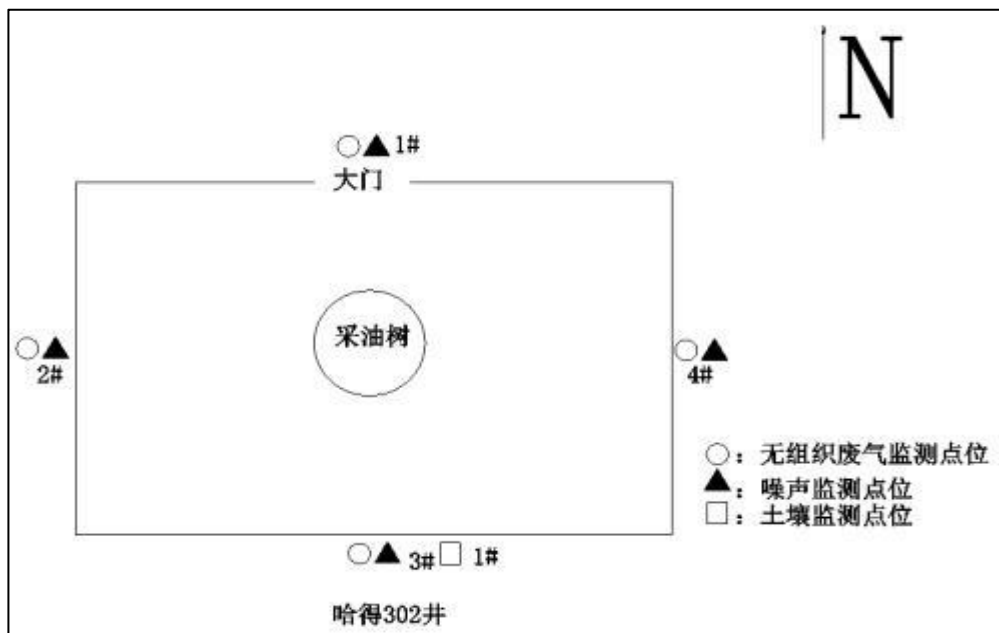 N
1#
大门
采油树
2#
4#
○：无组织废气监测点位
▲：噪声监测点位
□：土壤监测点位
3# 1#
哈得302井